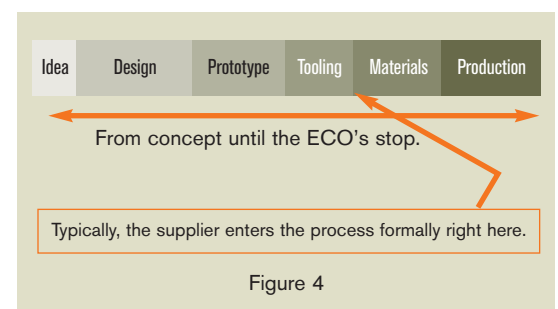 Idea Design Prototype Tooling Materials Production
From concept until the ECO's stop.
Typically, the supplier enters the process formally right here.
Figure 4